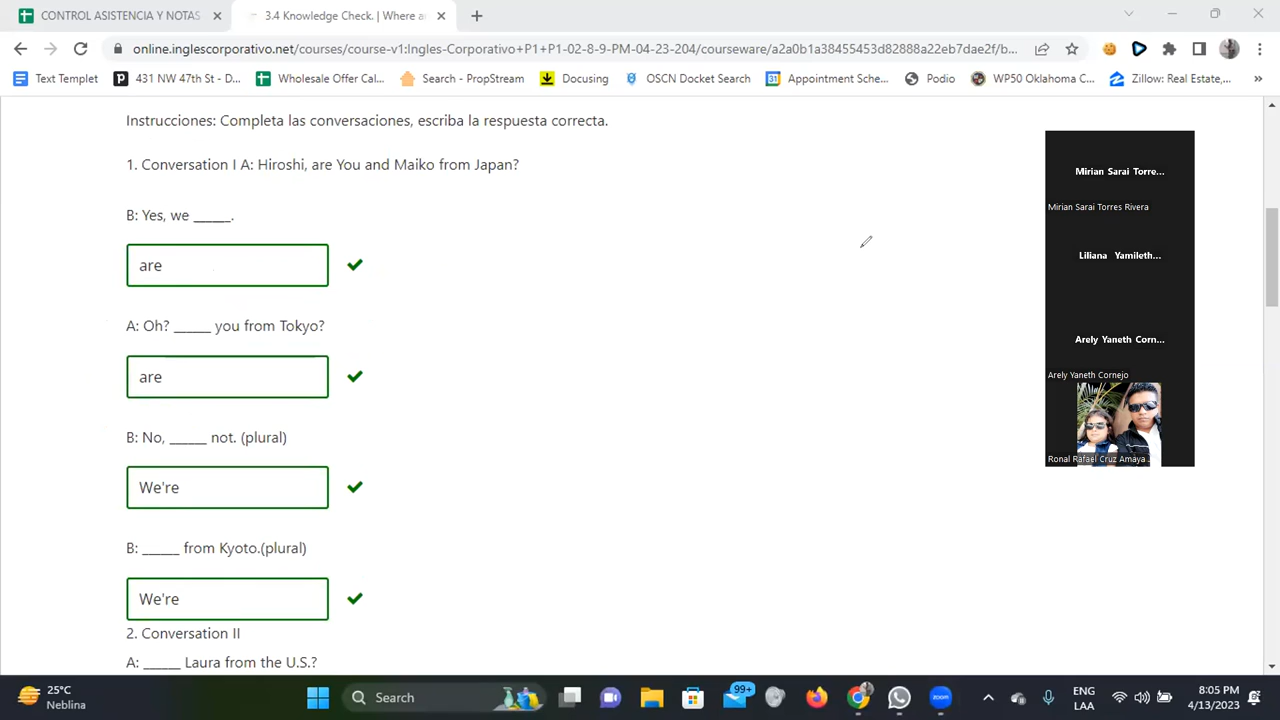 CONTROL ASISTENCIA Y NOTAS
3.4 Knowledge Check. | Where a
online.inglescorporativo.net/courses/course-v1:Ingles-Corporativo+P1+P1-02-8-9-PM-04-23-204/courseware/a2a0b1a38455453d82888a22eb7dae2f/b...
Text Templet
431 NW 47th St - D...
Wholesale Offer Cal...
Search - PropStream
Docusing
OSCN Docket Search
Appointment Sche...
Podio
WP50 Oklahoma C...
Zillow: Real Estate,...
Instrucciones: Completa las conversaciones, escriba la respuesta correcta.
1. Conversation I A: Hiroshi, are You and Maiko from Japan?
B: Yes, we ______.
are
A: Oh? ______ you from Tokyo?
are
B: No, ______ not. (plural)
We're
B: ______ from Kyoto.(plural)
We're
2. Conversation II
A: ______ Laura from the U.S.?
Mirian Sarai Torre...
Mirian Sarai Torres Rivera
Liliana Yamileth...
Arely Yaneth Corn...
Arely Yaneth Cornejo
Ronal Rafael Cruz Amaya
25°C
Neblina
Search
99+
ENG
LAA
8:05 PM
4/13/2023